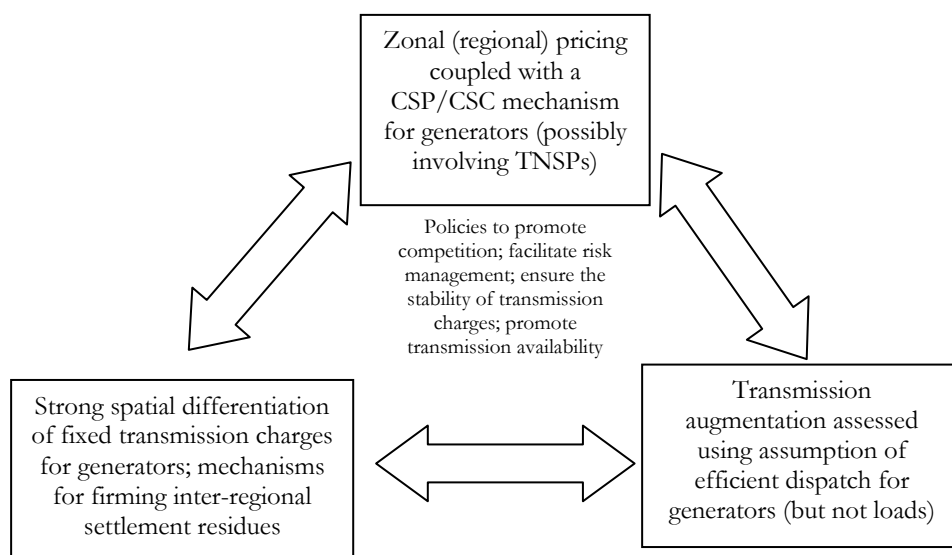 Zonal (regional) pricing
coupled with a
CSP/CSC mechanism
for generators (possibly
involving TNSPs)
Policies to promote
competition; facilitate risk
management; ensure the
stability of transmission
charges; promote
transmission availability
Strong spatial differentiation
of fixed transmission charges
for generators; mechanisms
for firming inter-regional
settlement residues
Transmission
augmentation assessed
using assumption of
efficient dispatch for
generators (but not loads)